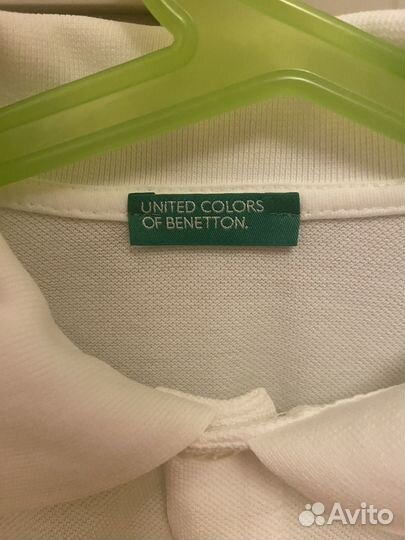 UNITED COLORS
OF BENETTON.
Avito